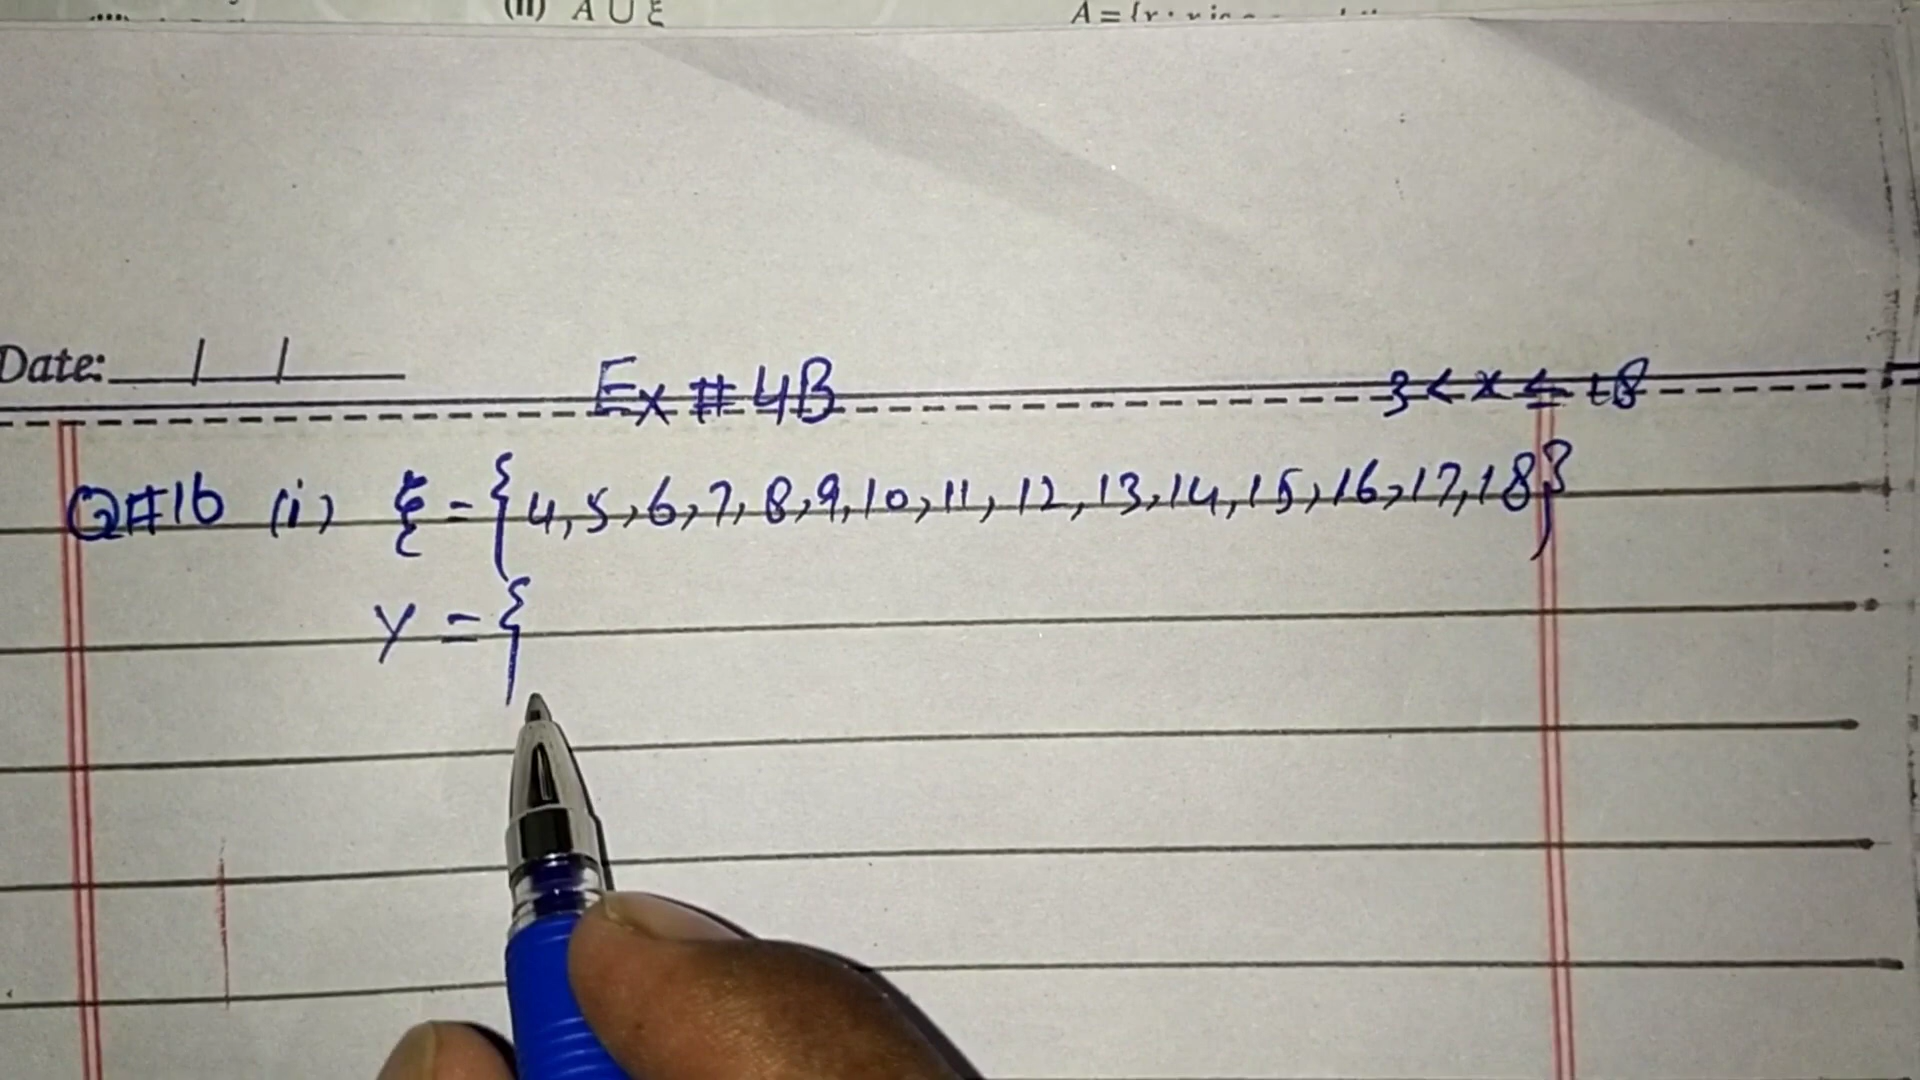 (ii) A ∪ ξ
A = {x : x is
Date: / /
Ex # 4B
3 < x ≤ 18
Q#16 (i) ξ = {4,5,6,7,8,9,10,11,12,13,14,15,16,17,18}
Y = {